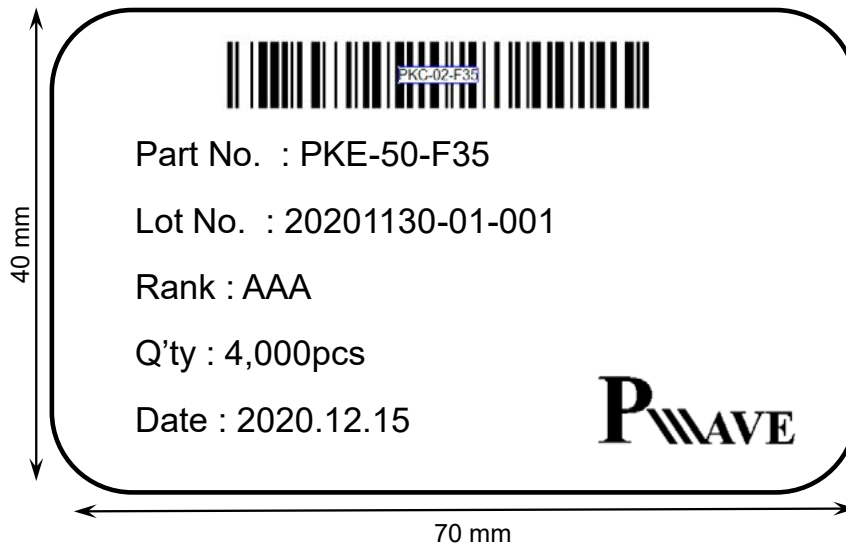 PKC-02-F35
Part No. : PKE-50-F35
Lot No. : 20201130-01-001
Rank : AAA
Q’ty : 4,000pcs
Date : 2020.12.15
PWAVE
40 mm
70 mm